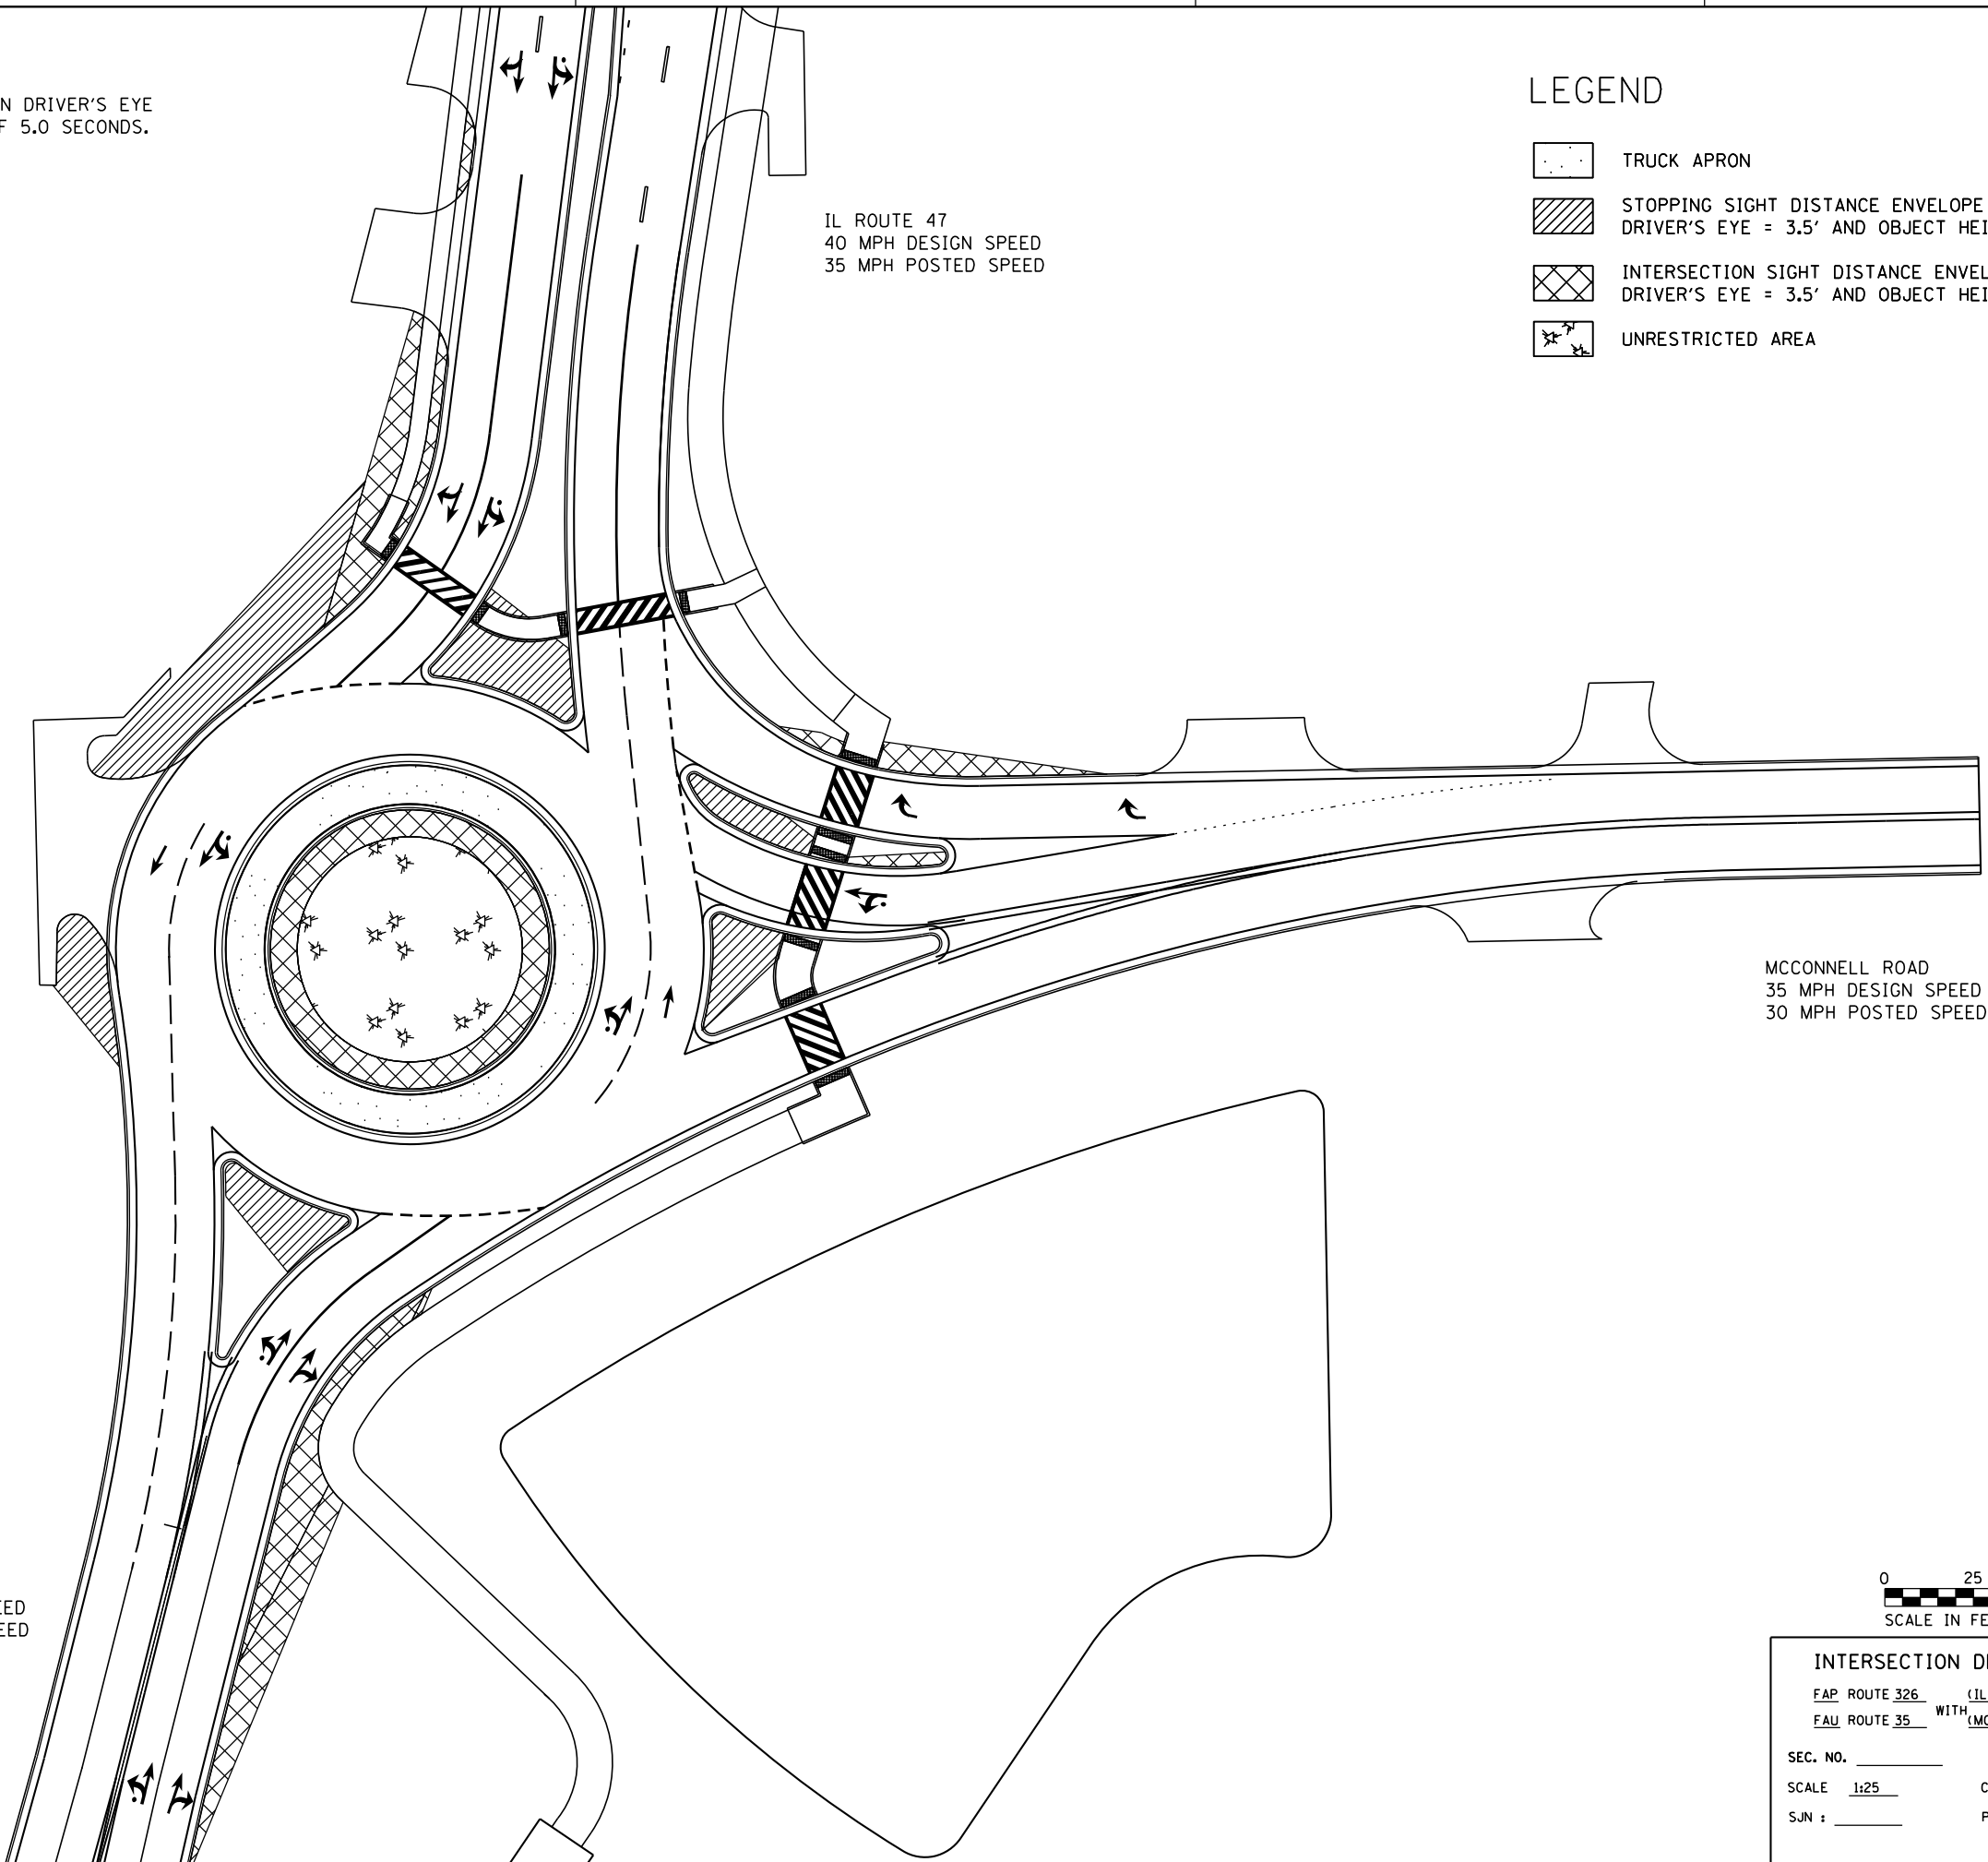 N DRIVER'S EYE
F 5.0 SECONDS.
IL ROUTE 47
40 MPH DESIGN SPEED
35 MPH POSTED SPEED
LEGEND
TRUCK APRON
STOPPING SIGHT DISTANCE ENVELOPE
DRIVER'S EYE = 3.5' AND OBJECT HEI
INTERSECTION SIGHT DISTANCE ENVEL
DRIVER'S EYE = 3.5' AND OBJECT HEI
UNRESTRICTED AREA
MCCONNELL ROAD
35 MPH DESIGN SPEED
30 MPH POSTED SPEED
EED
EED
0 25
SCALE IN FE
INTERSECTION D
FAP ROUTE 326 (IL
WITH
FAU ROUTE 35 (MC
SEC. NO.
SCALE 1:25 C
SJN : P